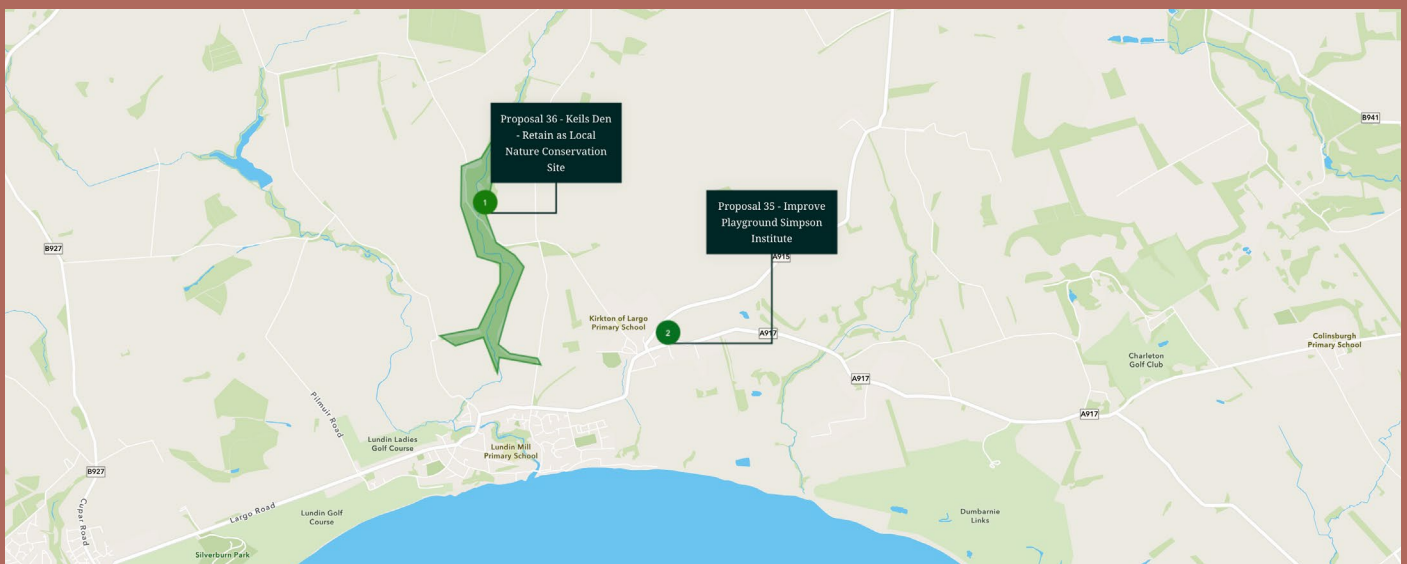 Proposal 36 - Keils Den
- Retain as Local
Nature Conservation
Site
B941
1
Proposal 35 - Improve
Playground Simpson
Institute
B927
A915
Kirkton of Largo
Primary School
2
A917
Colinsburgh
Primary School
Charleton
Golf Club
A917
Pilmuir Road
A917
Lundin Ladies
Golf Course
Lundin Mill
Primary School
B927
Cupar Road
Largo Road
Lundin Golf
Course
Dumbarnie
Links
Silverburn Park